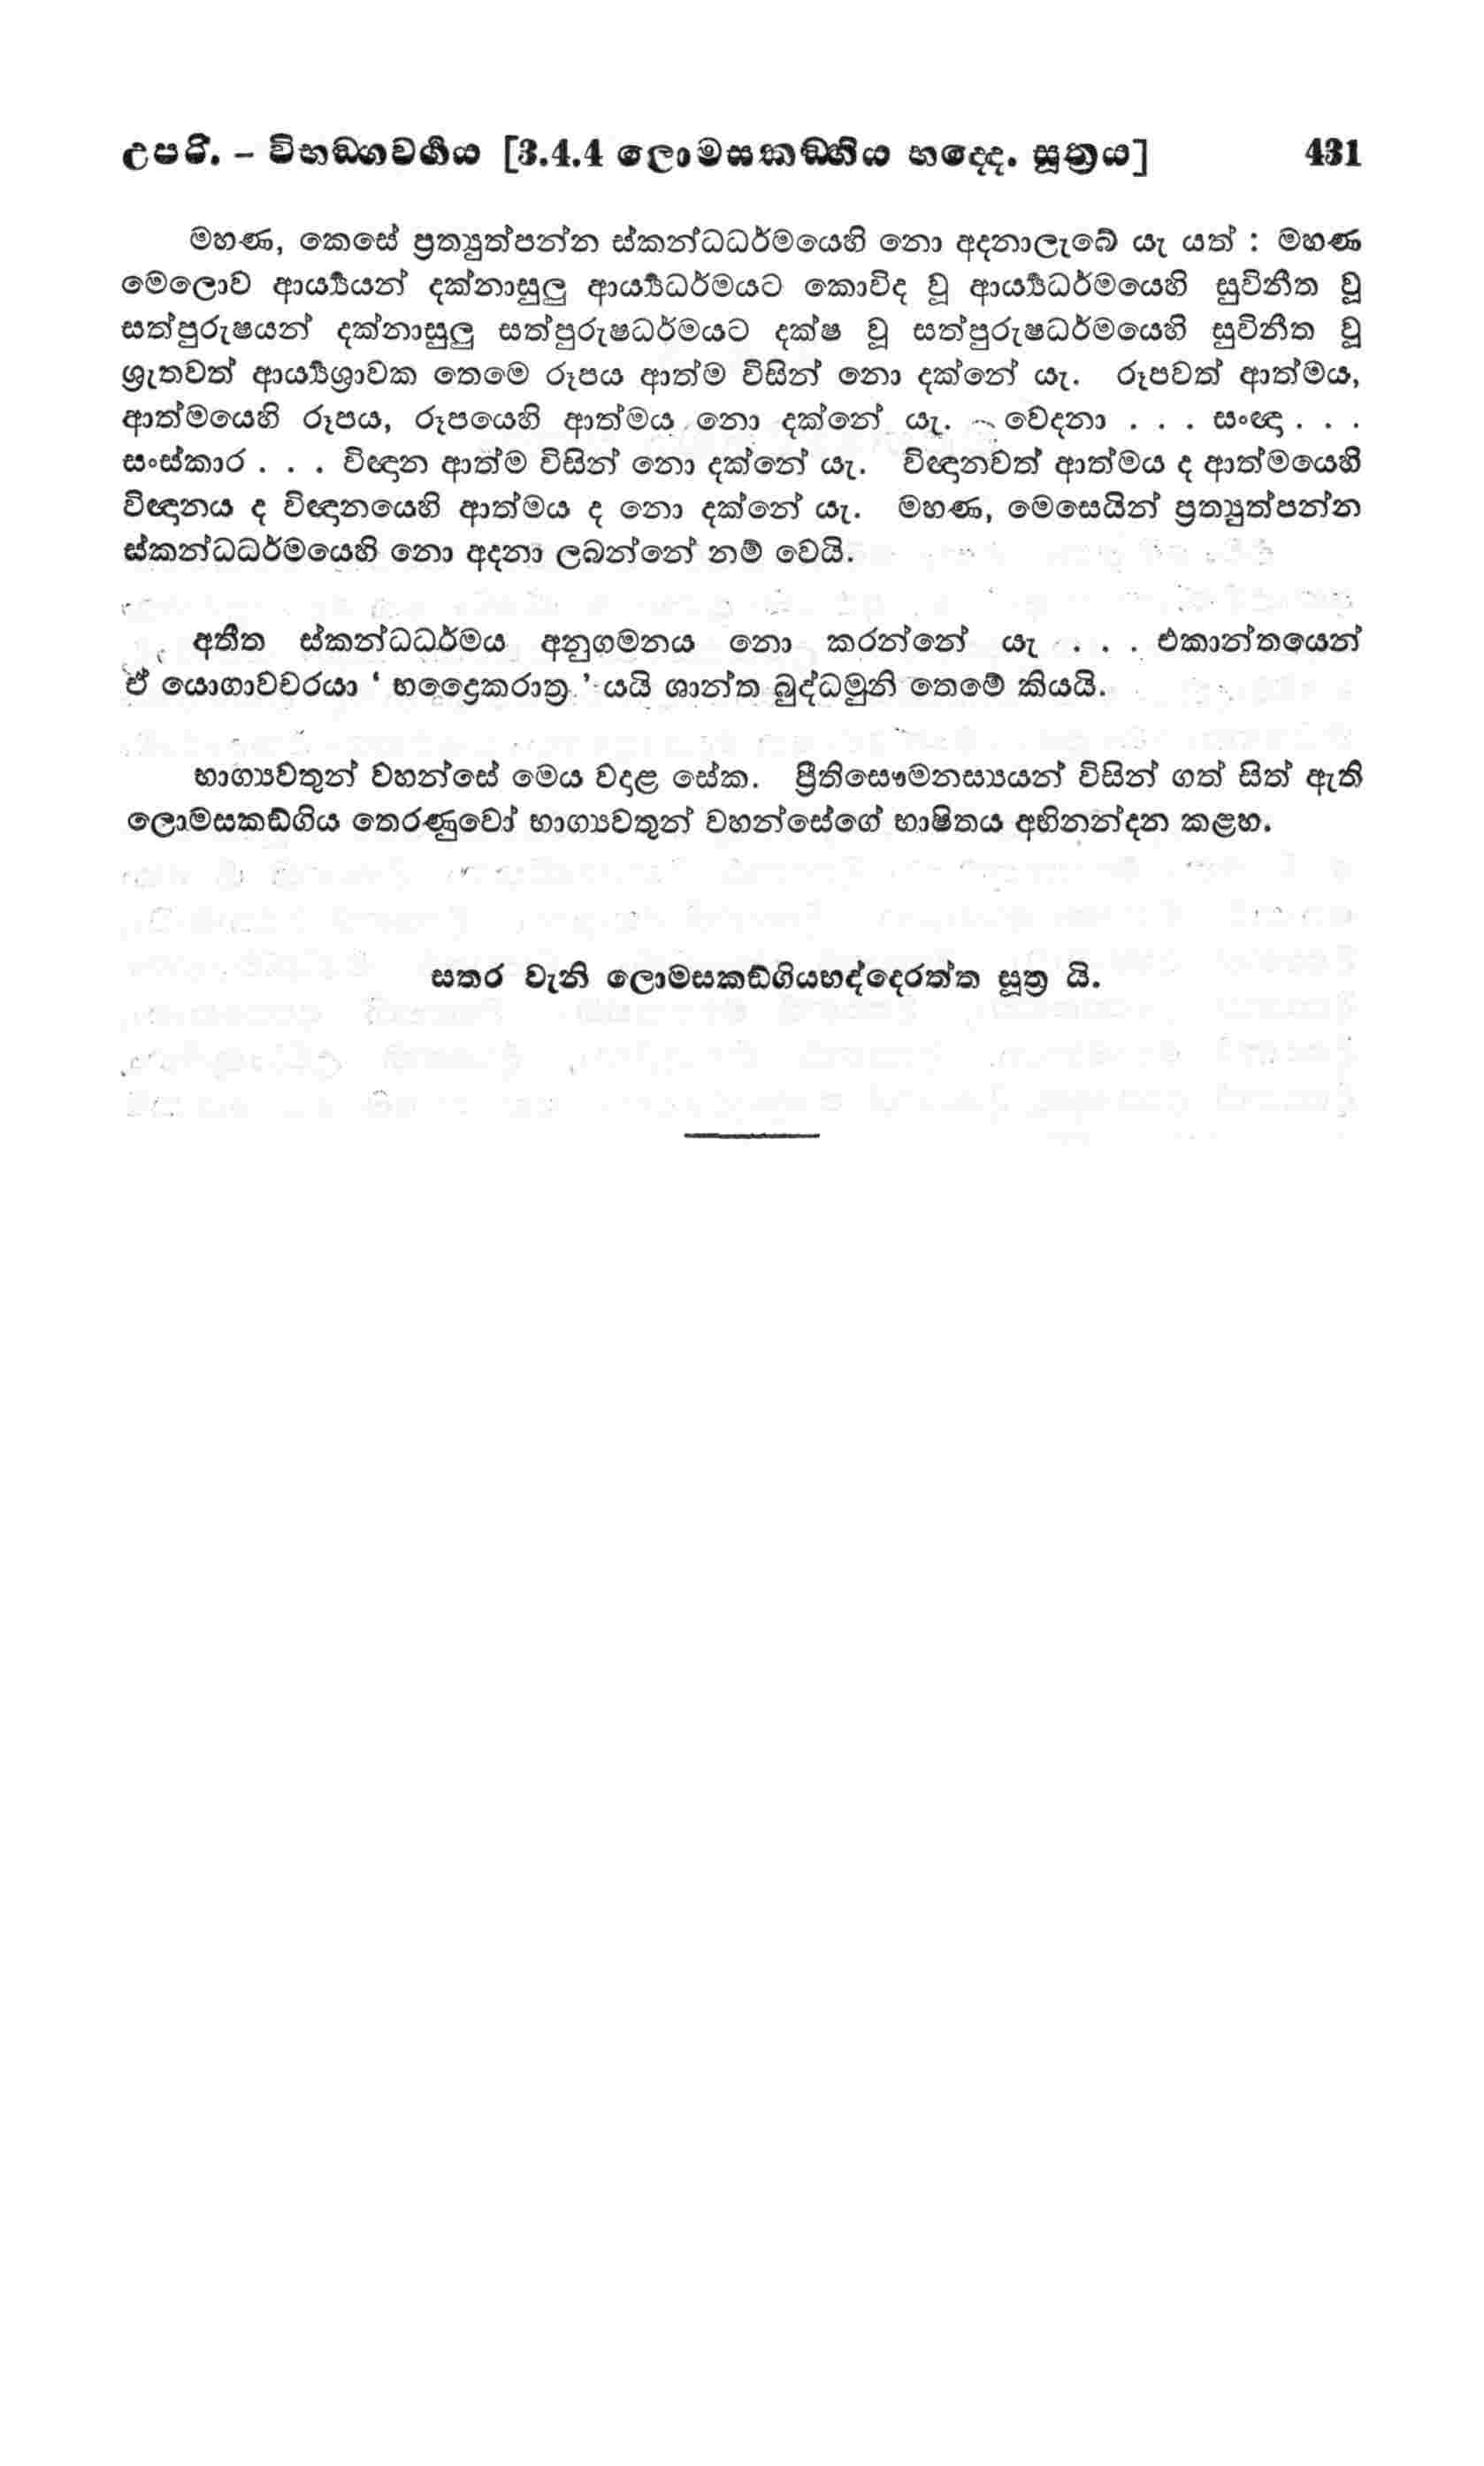 උපරි. – විභඞ්ගවර්ගය [3.4.4 ලොමසකඞ්ගිය භද්දෙ. සූත්‍රය] 431
මහණ, කෙසේ ප්‍රත්‍යුත්පන්න ස්කන්ධධර්මයෙහි නො අදනාලැබේ යැ යත් : මහණ
මෙලොව ආර්‍ය්‍යයන් දක්නාසුලු ආර්‍ය්‍යධර්මයට කොවිද වූ ආර්‍ය්‍යධර්මයෙහි සුවිනීත වූ
සත්පුරුෂයන් දක්නාසුලු සත්පුරුෂධර්මයට දක්ෂ වූ සත්පුරුෂධර්මයෙහි සුවිනීත වූ
ශ්‍රුතවත් ආර්‍ය්‍යශ්‍රාවක තෙමෙ රූපය ආත්ම විසින් නො දක්නේ යැ. රූපවත් ආත්මය,
ආත්මයෙහි රූපය, රූපයෙහි ආත්මය නො දක්නේ යැ. වේදනා . . . සංඥා . . .
සංස්කාර . . . විඥාන ආත්ම විසින් නො දක්නේ යැ. විඥානවත් ආත්මය ද ආත්මයෙහි
විඥානය ද විඥානයෙහි ආත්මය ද නො දක්නේ යැ. මහණ, මෙසෙයින් ප්‍රත්‍යුත්පන්න
ස්කන්ධධර්මයෙහි නො අදනා ලබන්නේ නම් වෙයි.
අතීත ස්කන්ධධර්මය අනුගමනය නො කරන්නේ යැ . . . එකාන්තයෙන්
ඒ යොගාවචරයා ‘ භද්‍රෛකරාත්‍ර ’ යයි ශාන්ත බුද්ධමුනි තෙමේ කියයි.
භාග්‍යවතුන් වහන්සේ මෙය වදළ සේක. ප්‍රීතිසෞමනස්‍යයන් විසින් ගත් සිත් ඇති
ලොමසකඞ්ගිය තෙරණුවෝ භාග්‍යවතුන් වහන්සේගේ භාෂිතය අභිනන්දන කළහ.
සතර වැනි ලොමසකඞ්ගියභද්දෙරත්ත සූත්‍ර යි.